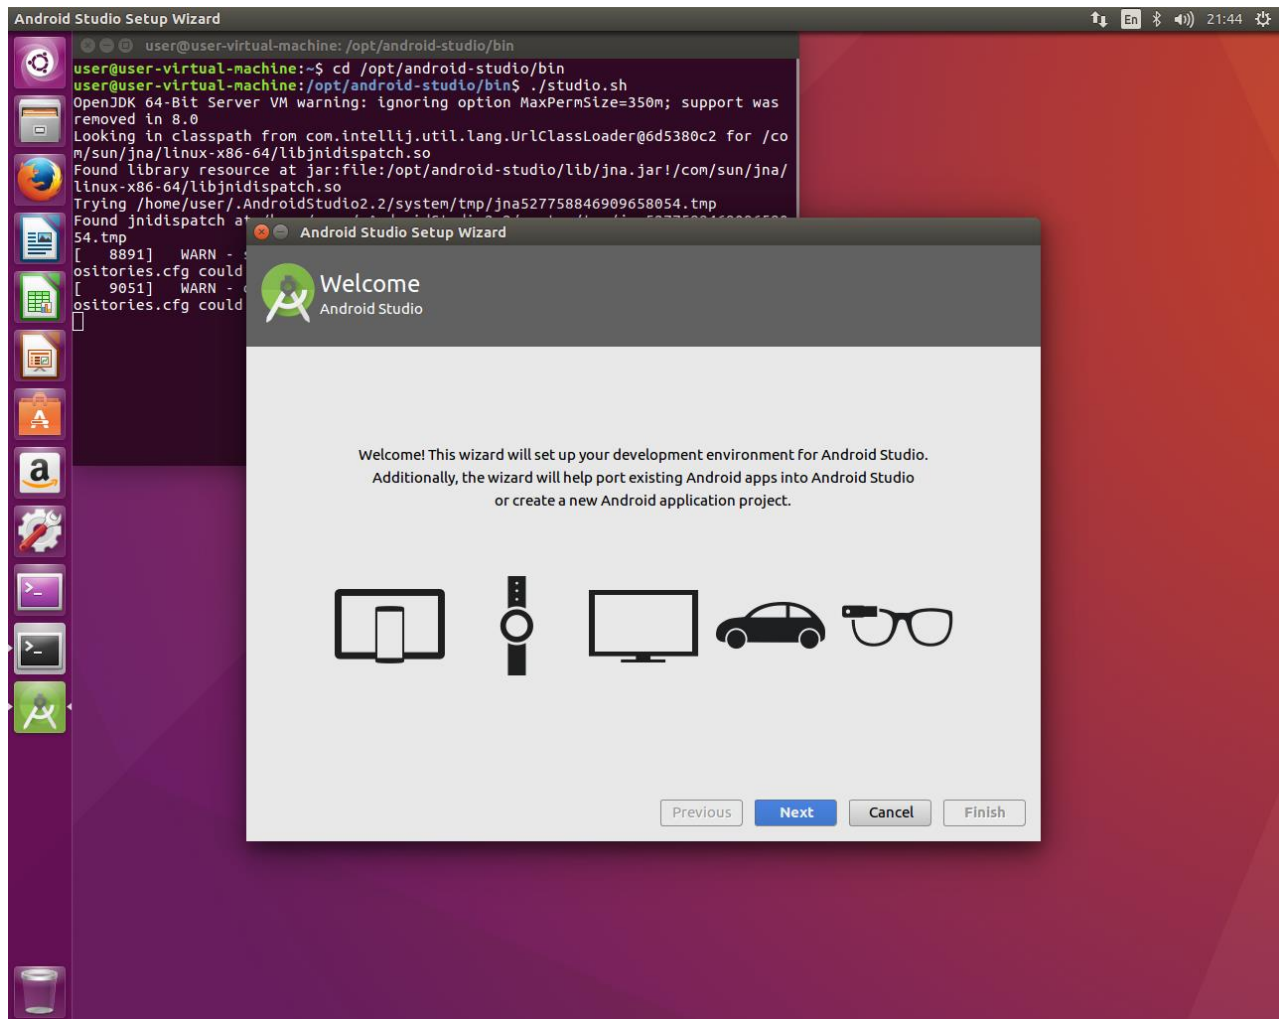 Android Studio Setup Wizard
En
21:44
user@user-virtual-machine: /opt/android-studio/bin
user@user-virtual-machine:~$ cd /opt/android-studio/bin
user@user-virtual-machine:/opt/android-studio/bin$ ./studio.sh
OpenJDK 64-Bit Server VM warning: ignoring option MaxPermSize=350m; support was
removed in 8.0
Looking in classpath from com.intellij.util.lang.UrlClassLoader@6d5380c2 for /co
m/sun/jna/linux-x86-64/libjnidispatch.so
Found library resource at jar:file:/opt/android-studio/lib/jna.jar!/com/sun/jna/
linux-x86-64/libjnidispatch.so
Trying /home/user/.AndroidStudio2.2/system/tmp/jna527758846909658054.tmp
Found jnidispatch at
54.tmp
[   8891]   WARN -
ositories.cfg could
[   9051]   WARN -
ositories.cfg could
Android Studio Setup Wizard
Welcome
Android Studio
Welcome! This wizard will set up your development environment for Android Studio.
Additionally, the wizard will help port existing Android apps into Android Studio
or create a new Android application project.
Previous
Next
Cancel
Finish